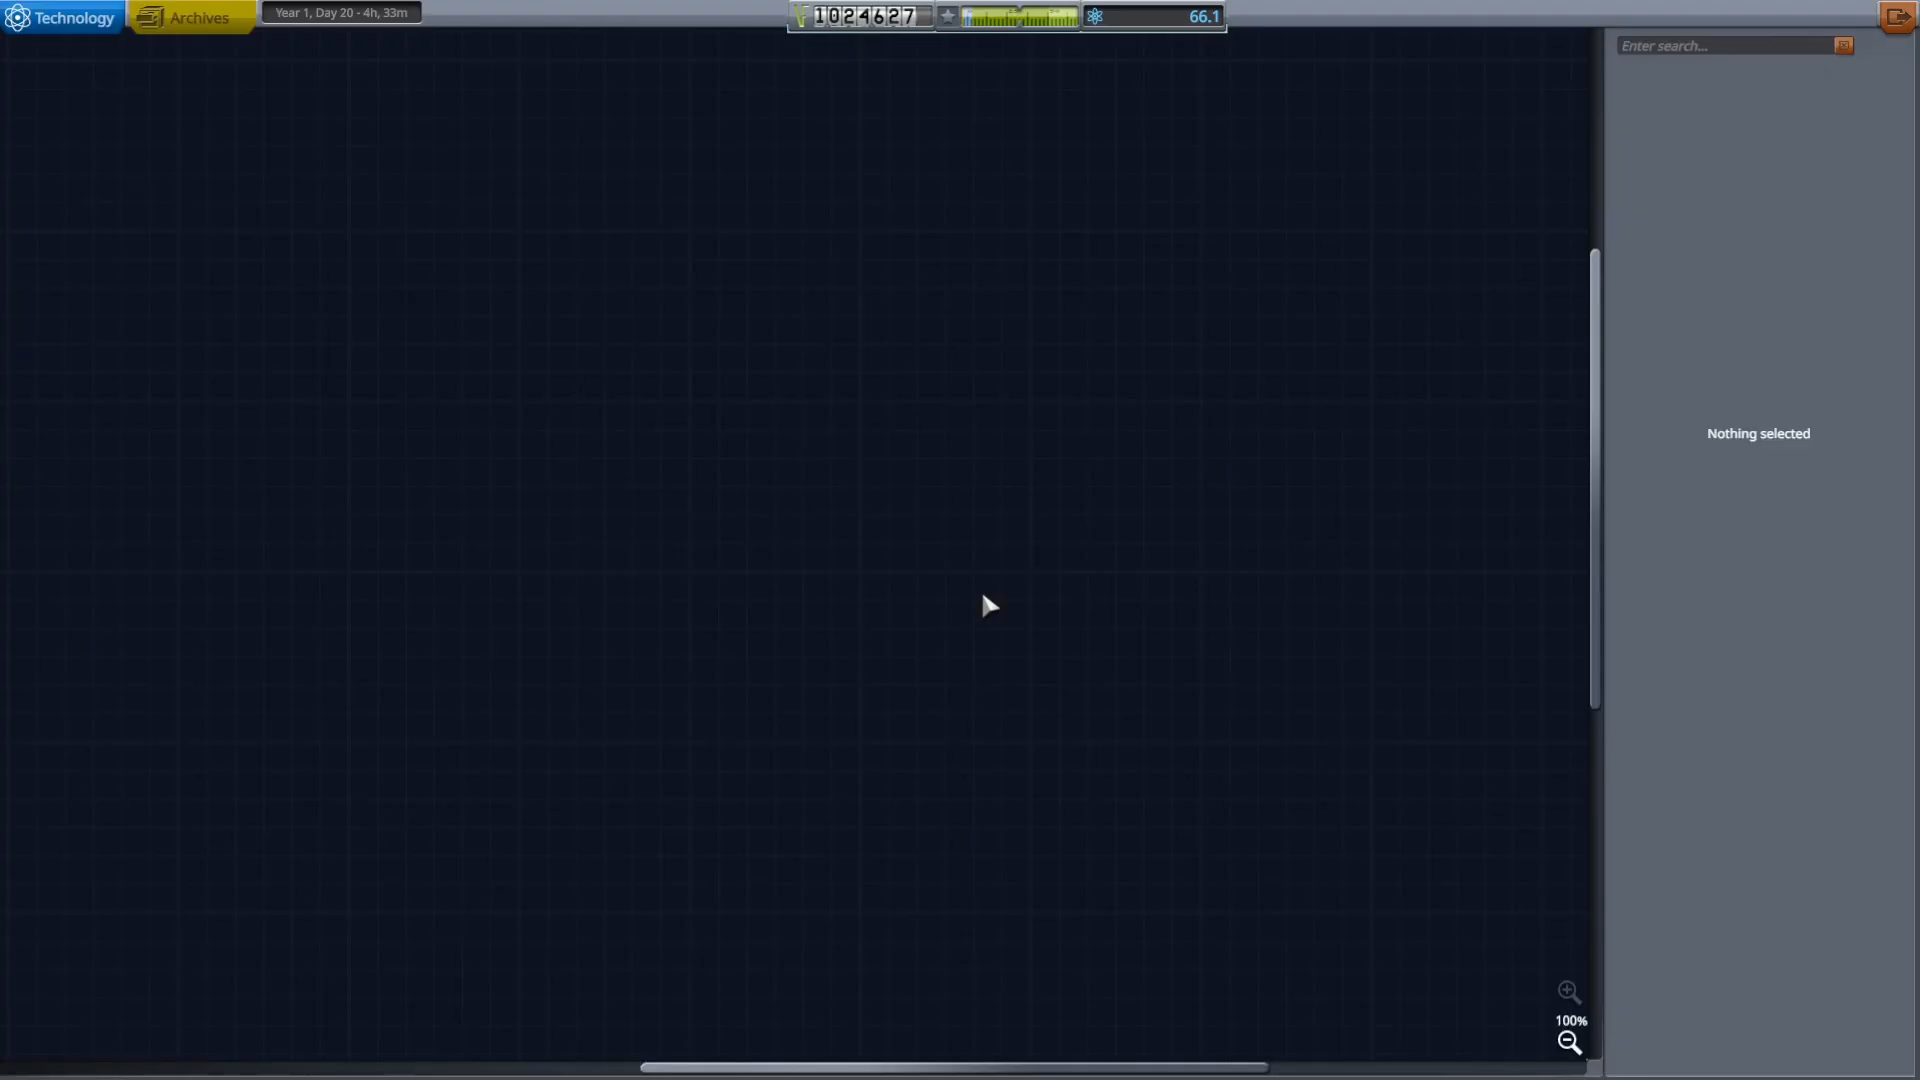 Technology
Archives
Year 1, Day 20 - 4h, 33m
1024627
66.1
Enter search...
Nothing selected
100%